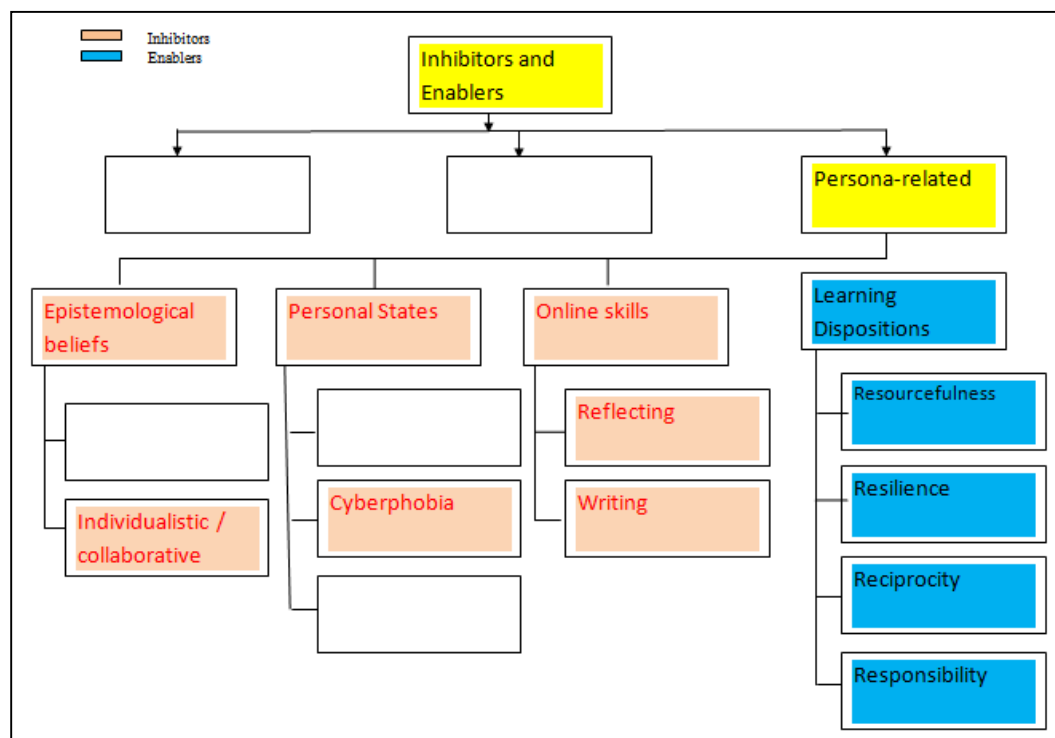 Inhibitors
Enablers
Inhibitors and
Enablers
Persona-related
Epistemological
beliefs
Personal States
Online skills
Learning
Dispositions
Resourcefulness
Reflecting
Resilience
Cyberphobia
Writing
Individualistic /
collaborative
Reciprocity
Responsibility